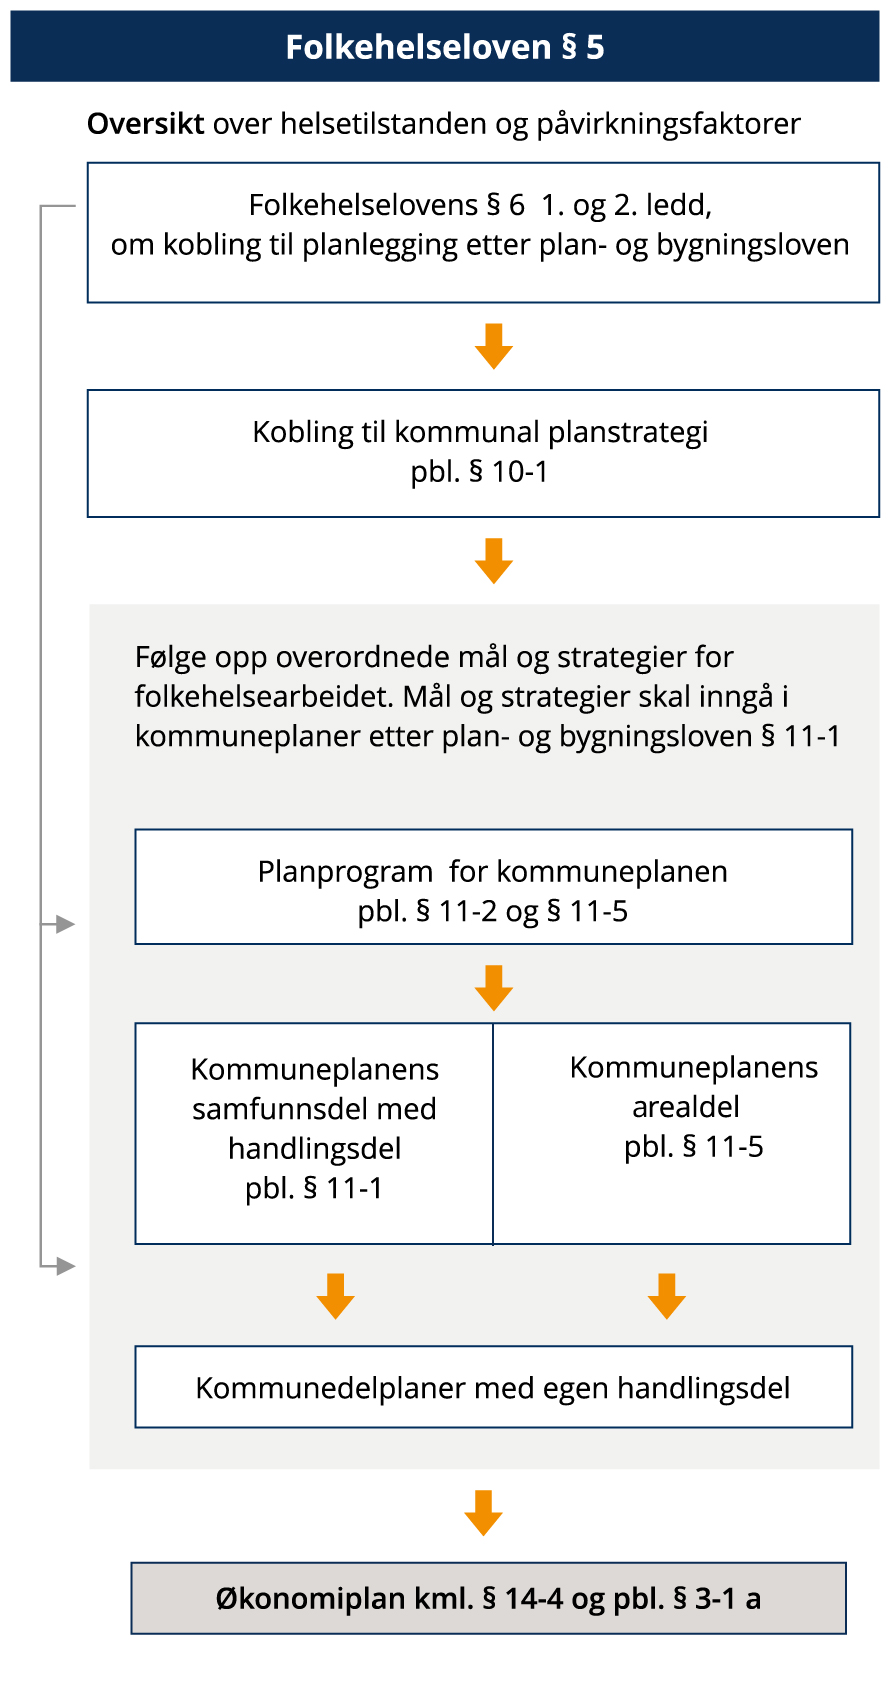 Folkehelseloven § 5
Oversikt over helsetilstanden og påvirkningsfaktorer
Folkehelselovens § 6  1. og 2. ledd,
om kobling til planlegging etter plan- og bygningsloven
Kobling til kommunal planstrategi
pbl. § 10-1
Følge opp overordnede mål og strategier for
folkehelsearbeidet. Mål og strategier skal inngå i
kommuneplaner etter plan- og bygningsloven § 11-1
Planprogram  for kommuneplanen
pbl. § 11-2 og § 11-5
Kommuneplanens
samfunnsdel med
handlingsdel
pbl. § 11-1
Kommuneplanens
arealdel
pbl. § 11-5
Kommunedelplaner med egen handlingsdel
Økonomiplan kml. § 14-4 og pbl. § 3-1 a